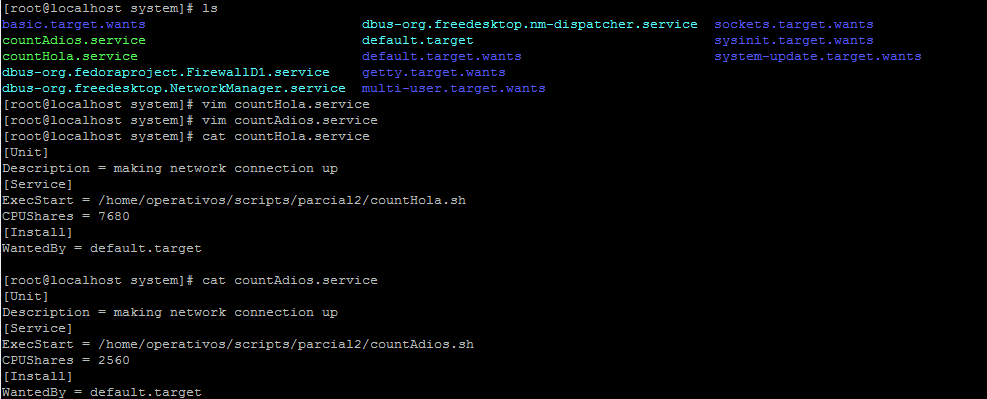 [root@localhost system]# ls
basic.target.wants dbus-org.freedesktop.nm-dispatcher.service sockets.target.wants
countAdios.service default.target sysinit.target.wants
countHola.service default.target.wants system-update.target.wants
dbus-org.fedoraproject.FirewallD1.service getty.target.wants
dbus-org.freedesktop.NetworkManager.service multi-user.target.wants
[root@localhost system]# vim countHola.service
[root@localhost system]# vim countAdios.service
[root@localhost system]# cat countHola.service
[Unit]
Description = making network connection up
[Service]
ExecStart = /home/operativos/scripts/parcial2/countHola.sh
CPUShares = 7680
[Install]
WantedBy = default.target

[root@localhost system]# cat countAdios.service
[Unit]
Description = making network connection up
[Service]
ExecStart = /home/operativos/scripts/parcial2/countAdios.sh
CPUShares = 2560
[Install]
WantedBy = default.target